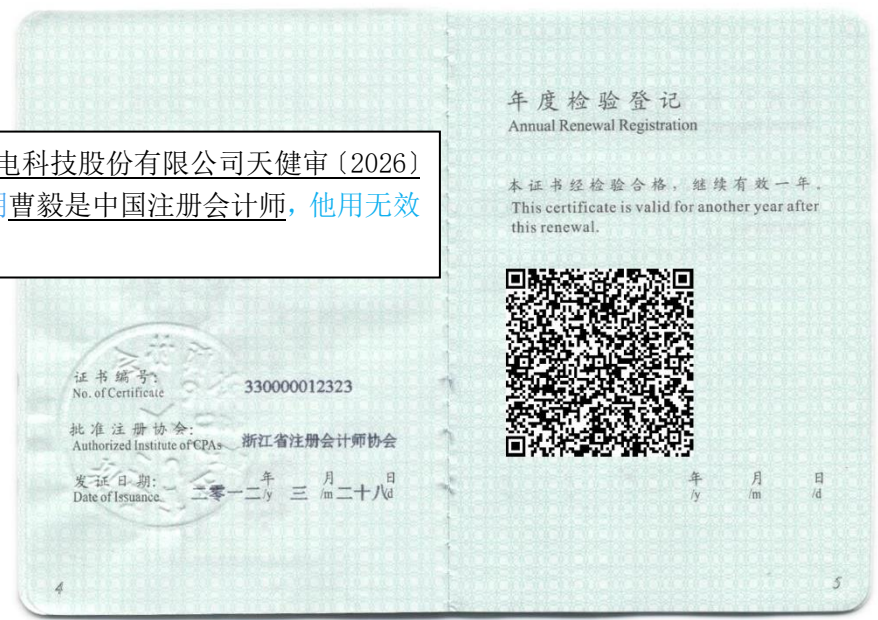 电科技股份有限公司天健审〔2026〕
明曹毅是中国注册会计师，他用无效
证书编号:
No. of Certificate
330000012323
批准注册协会:
Authorized Institute of CPAs
浙江省注册会计师协会
发证日期:
Date of Issuance
二零一二年/y 三月/m 二十八日/d
4
年度检验登记
Annual Renewal Registration
本证书经检验合格，继续有效一年。
This certificate is valid for another year after
this renewal.
年 月 日
/y /m /d
5